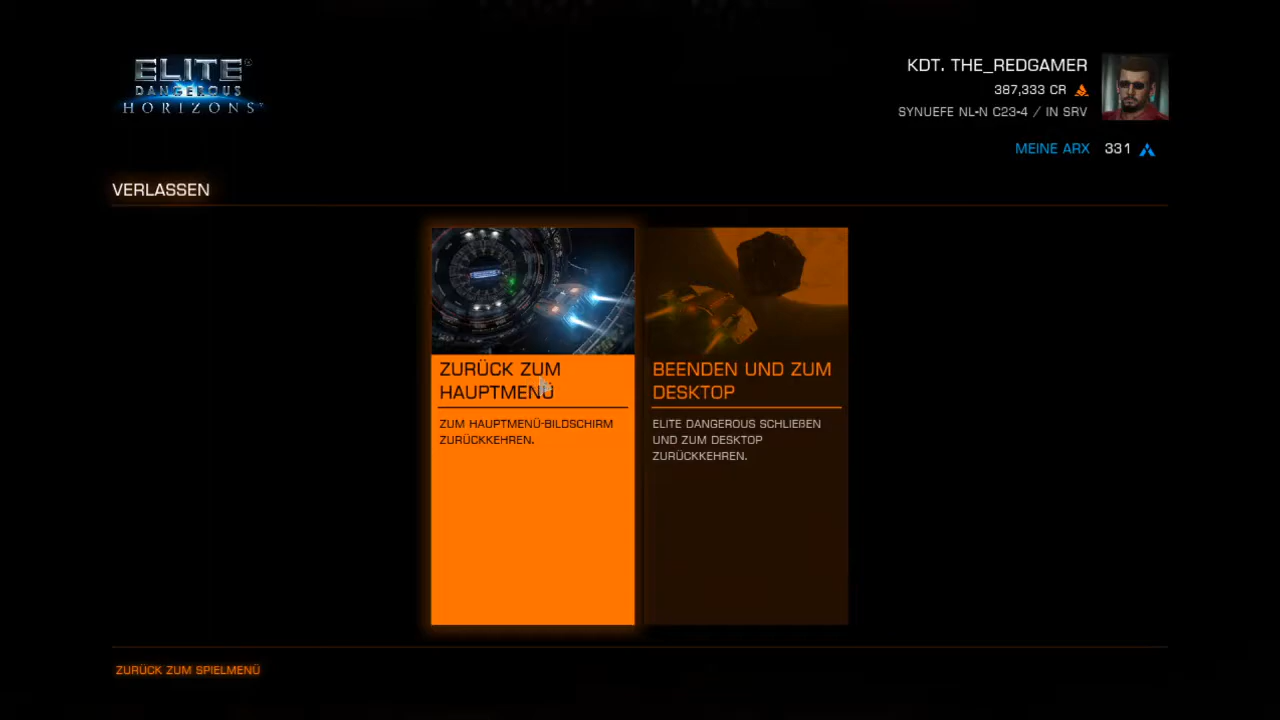 ELITE
DANGEROUS
HORIZONS
KDT. THE_REDGAMER
387,333 CR
SYNUEFE NL-N C23-4 / IN SRV
MEINE ARX 331
VERLASSEN
ZURÜCK ZUM
HAUPTMENÜ
ZUM HAUPTMENÜ-BILDSCHIRM
ZURÜCKKEHREN.
BEENDEN UND ZUM
DESKTOP
ELITE DANGEROUS SCHLIEßEN
UND ZUM DESKTOP
ZURÜCKKEHREN.
ZURÜCK ZUM SPIELMENÜ